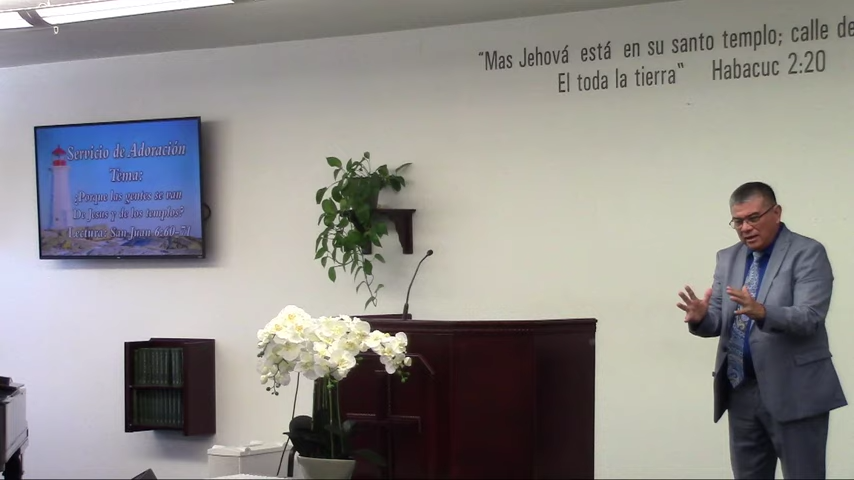 “Mas Jehová está en su santo templo; calle de
El toda la tierra” Habacuc 2:20
Servicio de Adoración
Tema:
¿Porque las gentes se van
De Jesus y de los templos?
Lectura: San Juan 6:60-71